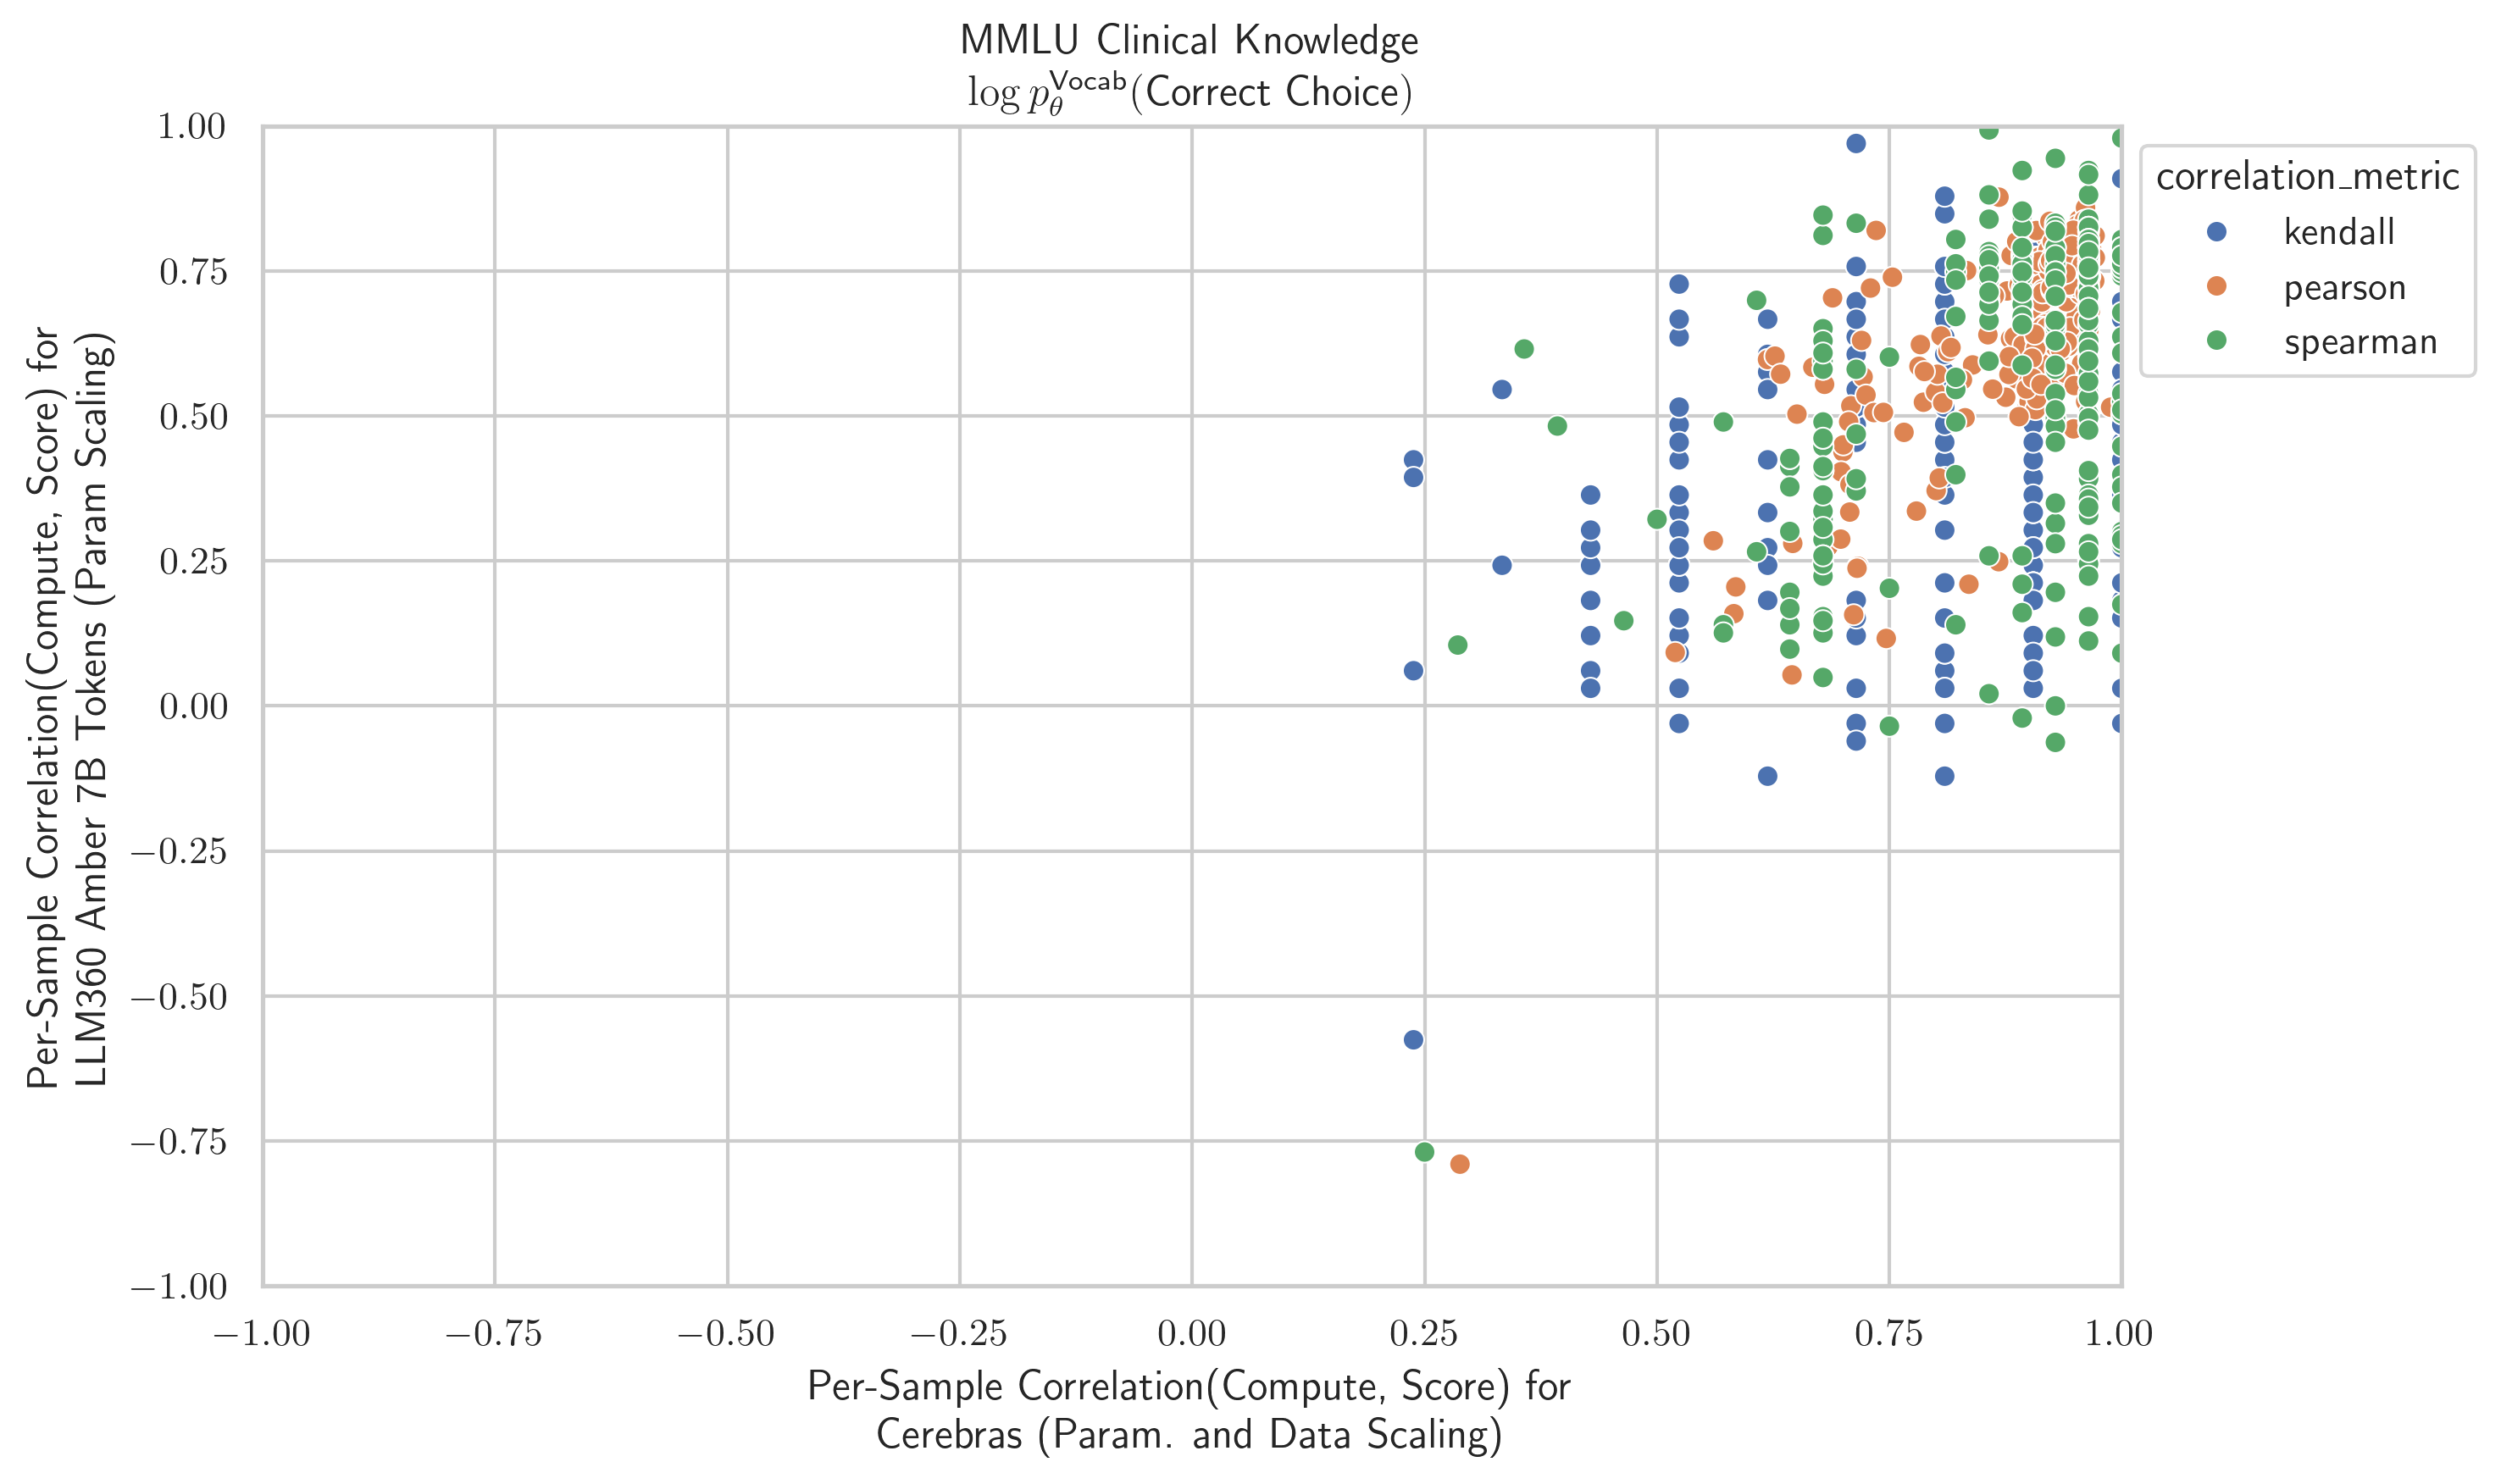 MMLU Clinical Knowledge
log p_θ^Vocab(Correct Choice)
1.00
0.75
0.50
0.25
0.00
−0.25
−0.50
−0.75
−1.00
Per-Sample Correlation(Compute, Score) for
LLM360 Amber 7B Tokens (Param Scaling)
correlation_metric
kendall
pearson
spearman
−1.00 −0.75 −0.50 −0.25 0.00 0.25 0.50 0.75 1.00
Per-Sample Correlation(Compute, Score) for
Cerebras (Param. and Data Scaling)